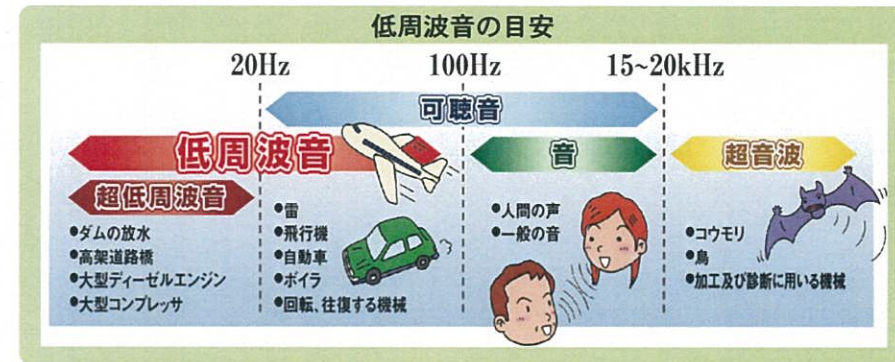 低周波音の目安
20Hz
100Hz
15~20kHz
可聴音
低周波音
音
超音波
超低周波音
●ダムの放水
●高架道路橋
●大型ディーゼルエンジン
●大型コンプレッサ
●雷
●飛行機
●自動車
●ボイラ
●回転、往復する機械
●人間の声
●一般の音
●コウモリ
●鳥
●加工及び診断に用いる機械